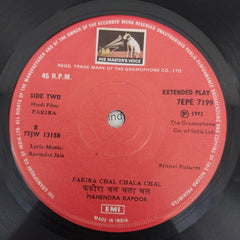 HIS MASTER'S VOICE
REGD. TRADE MARK OF THE GRAMOPHONE CO., LTD.
45 R.P.M.
EXTENDED PLAY
7EPE 7199
SIDE TWO
Hindi Film:
FAKIRA
The Gramophone
Co. of India Ltd.
B
77JW 13158
Lyric-Music:
Ravindra Jain
Prithvi Pictures
FAKIRA CHAL CHALA CHAL
फकीरा चल चला चल
MAHENDRA KAPOOR
EMI
MADE IN INDIA